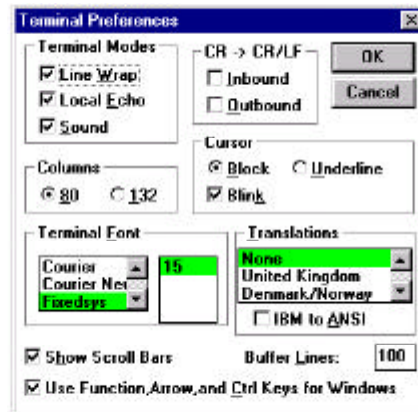 Terminal Preferences
Terminal Modes
Line Wrap
Local Echo
Sound
CR -> CR/LF
Inbound
Outbound
OK
Cancel
Columns
80 132
Cursor
Block Underline
Blink
Terminal Font
Courier
Courier Ne
Fixedsys
15
Translations
None
United Kingdom
Denmark/Norway
IBM to ANSI
Show Scroll Bars
Buffer Lines: 100
Use Function,Arrow,and Ctrl Keys for Windows